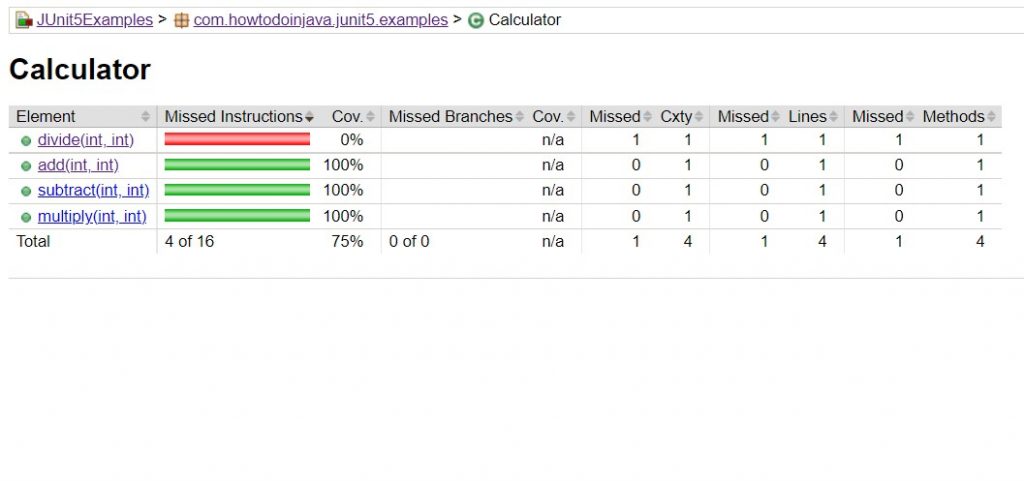 JUnit5Examples > com.howtodoinjava.junit5.examples > Calculator
Calculator
Element Missed Instructions Cov. Missed Branches Cov. Missed Cxty Missed Lines Missed Methods
divide(int, int) 0% n/a 1 1 1 1 1 1
add(int, int) 100% n/a 0 1 0 1 0 1
subtract(int, int) 100% n/a 0 1 0 1 0 1
multiply(int, int) 100% n/a 0 1 0 1 0 1
Total 4 of 16 75% 0 of 0 n/a 1 4 1 4 1 4